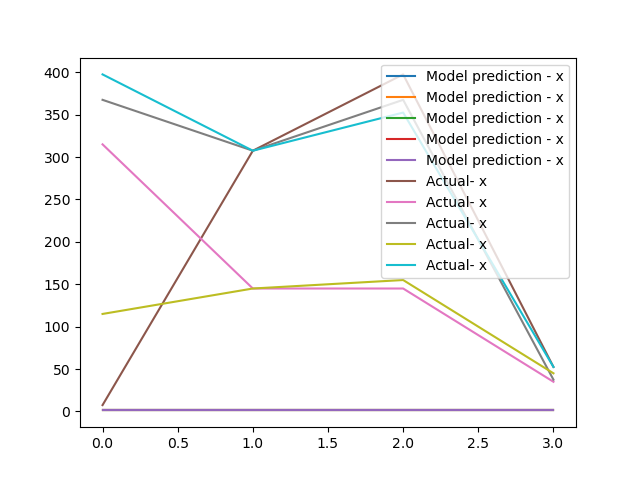 400
350
300
250
200
150
100
50
0
0.0 0.5 1.0 1.5 2.0 2.5 3.0
Model prediction - x
Model prediction - x
Model prediction - x
Model prediction - x
Model prediction - x
Actual- x
Actual- x
Actual- x
Actual- x
Actual- x